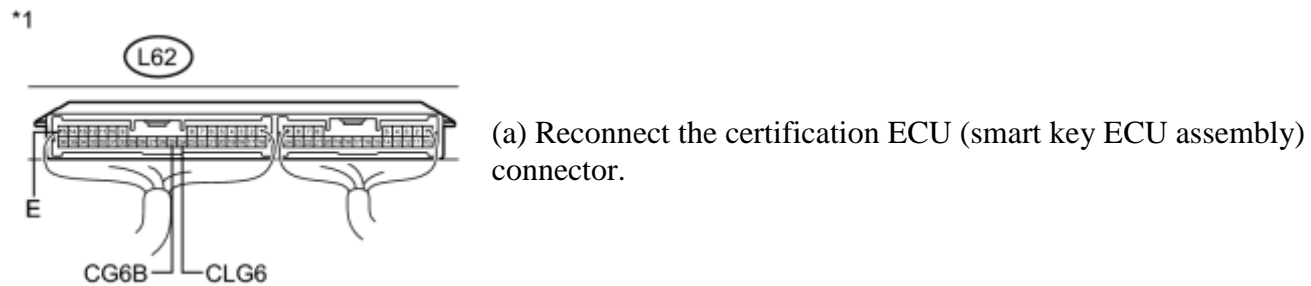 *1
L62
(a) Reconnect the certification ECU (smart key ECU assembly)
connector.
E
CG6B
CLG6